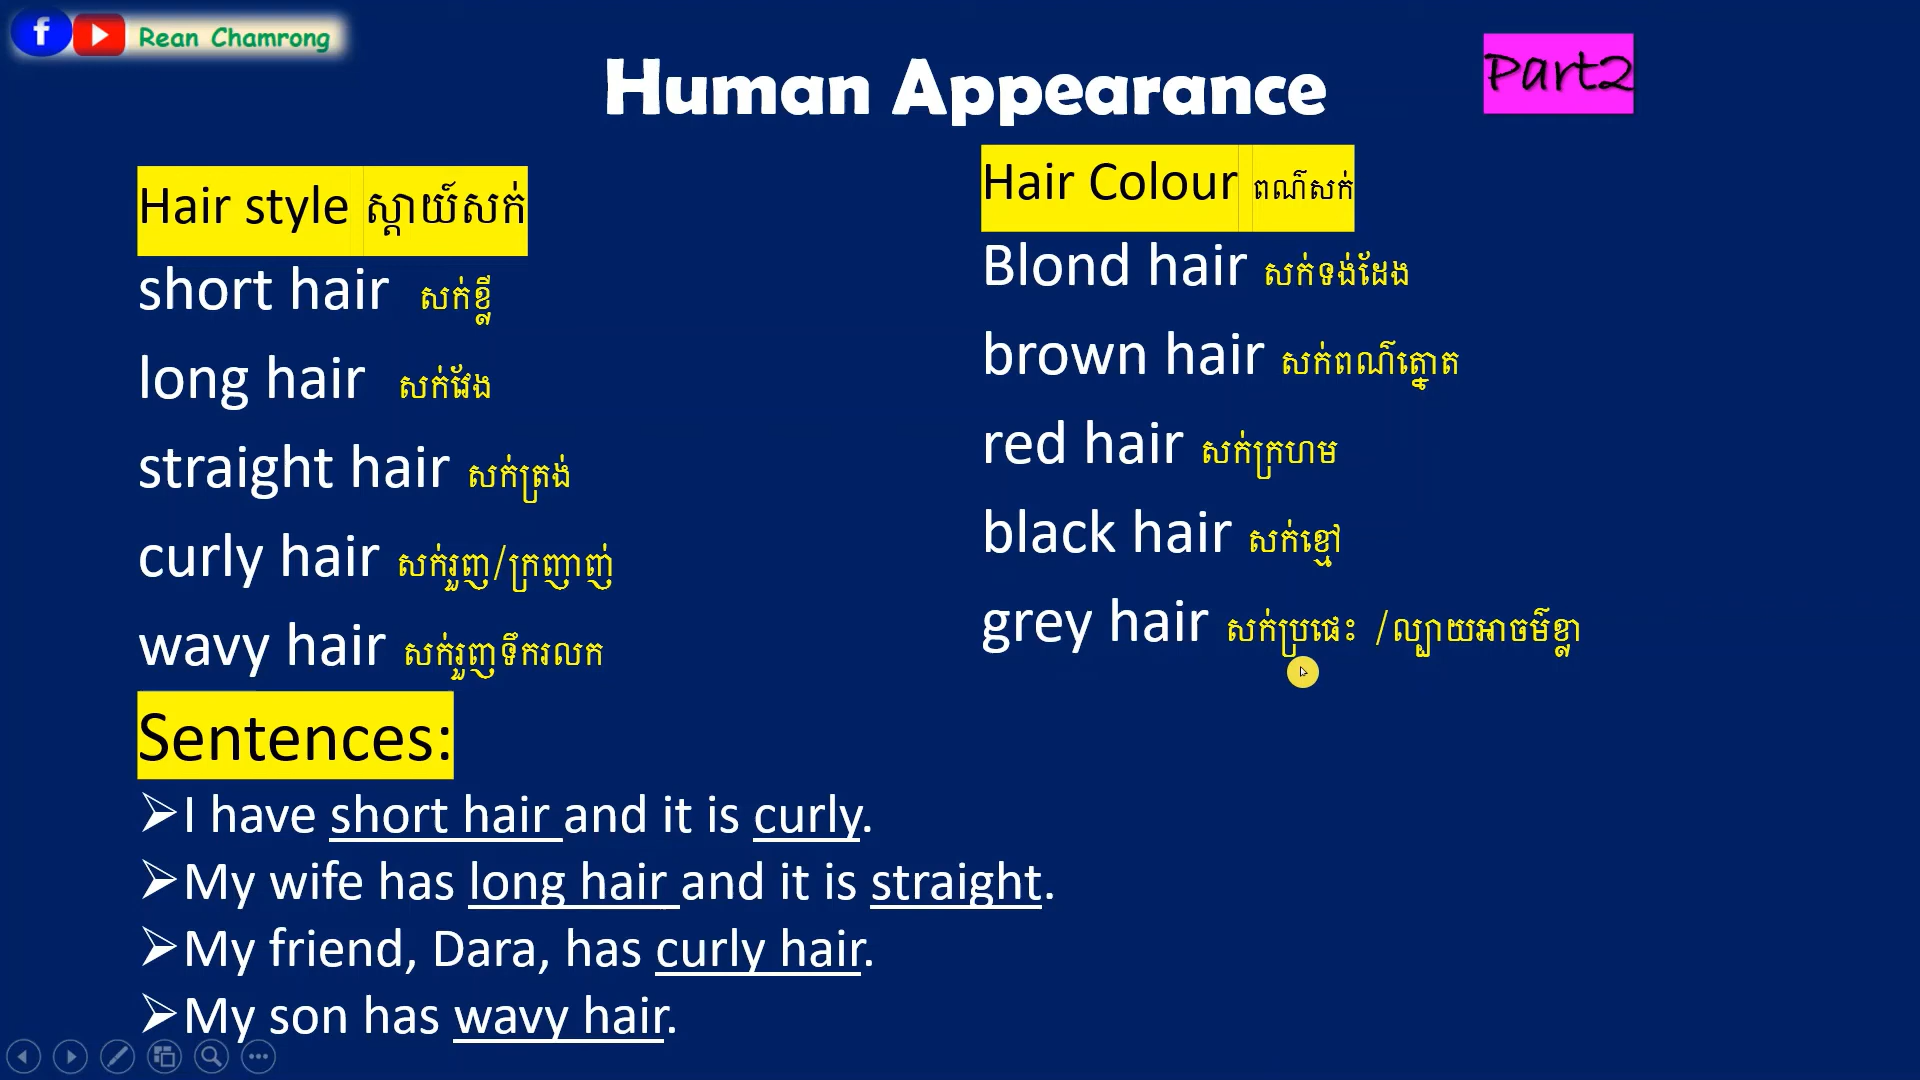 f Rean Chamrong
Human Appearance
Part2
Hair style ស្តាយ៍សក់
short hair សក់ខ្លី
long hair សក់វែង
straight hair សក់ត្រង់
curly hair សក់រួញ/ក្រញាញ់
wavy hair សក់រួញទឹករលក
Hair Colour ពណ៌សក់
Blond hair សក់ទង់ដែង
brown hair សក់ពណ៌ត្នោត
red hair សក់ក្រហម
black hair សក់ខ្មៅ
grey hair សក់ប្រផេះ /ល្បាយអាចម៍ខ្លា
Sentences:
➢I have short hair and it is curly.
➢My wife has long hair and it is straight.
➢My friend, Dara, has curly hair.
➢My son has wavy hair.